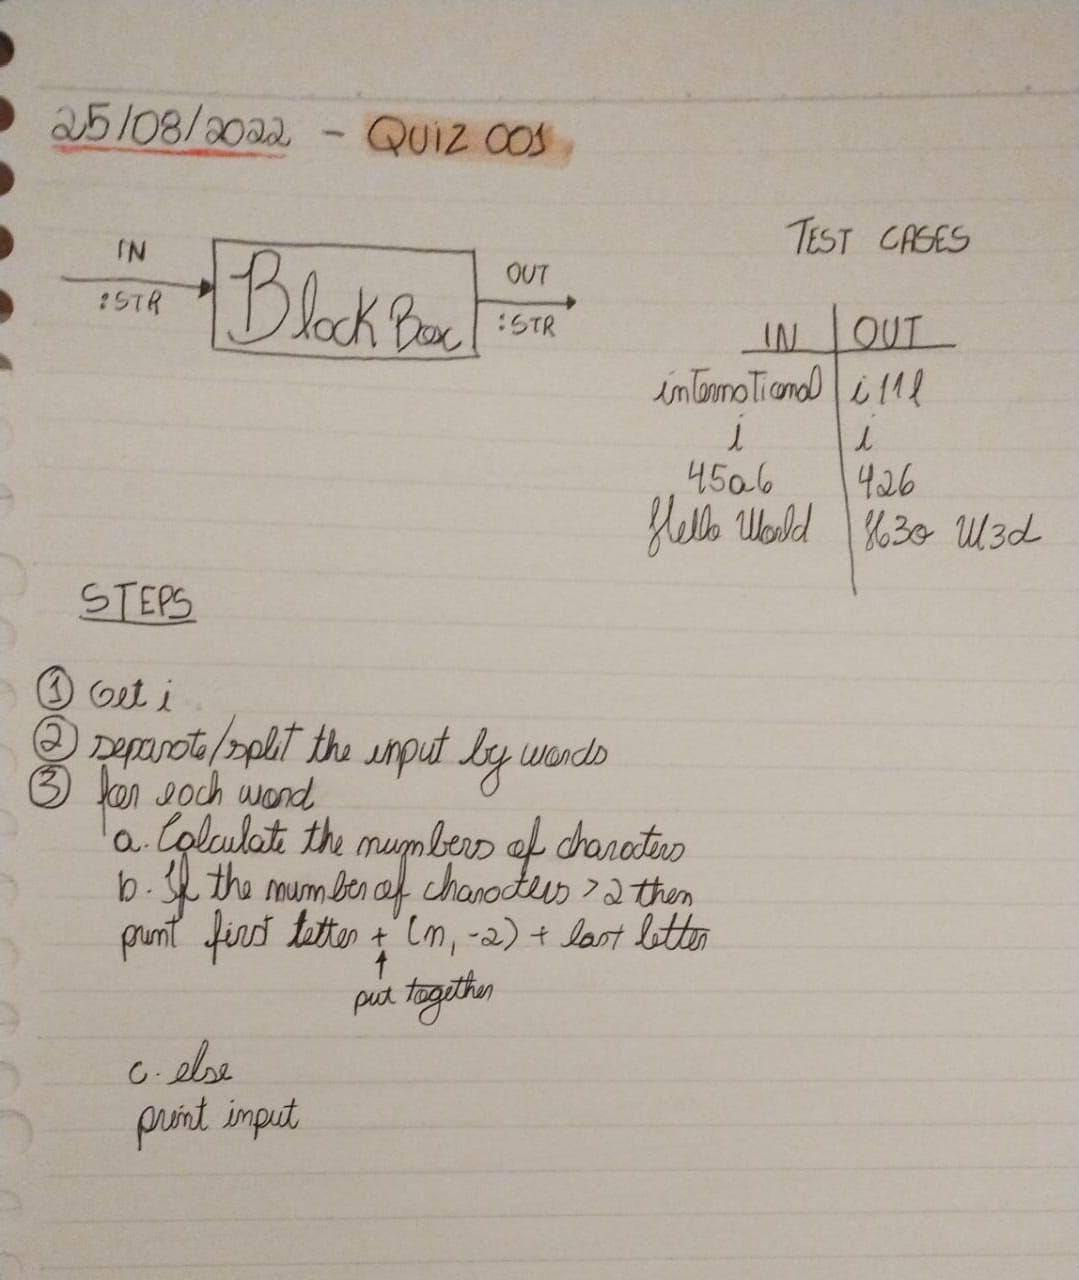 25/08/2022 - QUIZ 001
IN
:STR
Black Box
OUT
:STR
TEST CASES
IN | OUT
international | i11l
i | i
45a6 | 426
Hello World | H3o W3d
STEPS
1 Get i
2 separate/split the input by words
3 for each word
a. Calculate the numbers of characters
b. If the number of characters > 2 then
print first letter + (n, -2) + last letter
↑
put together
c. else
print input